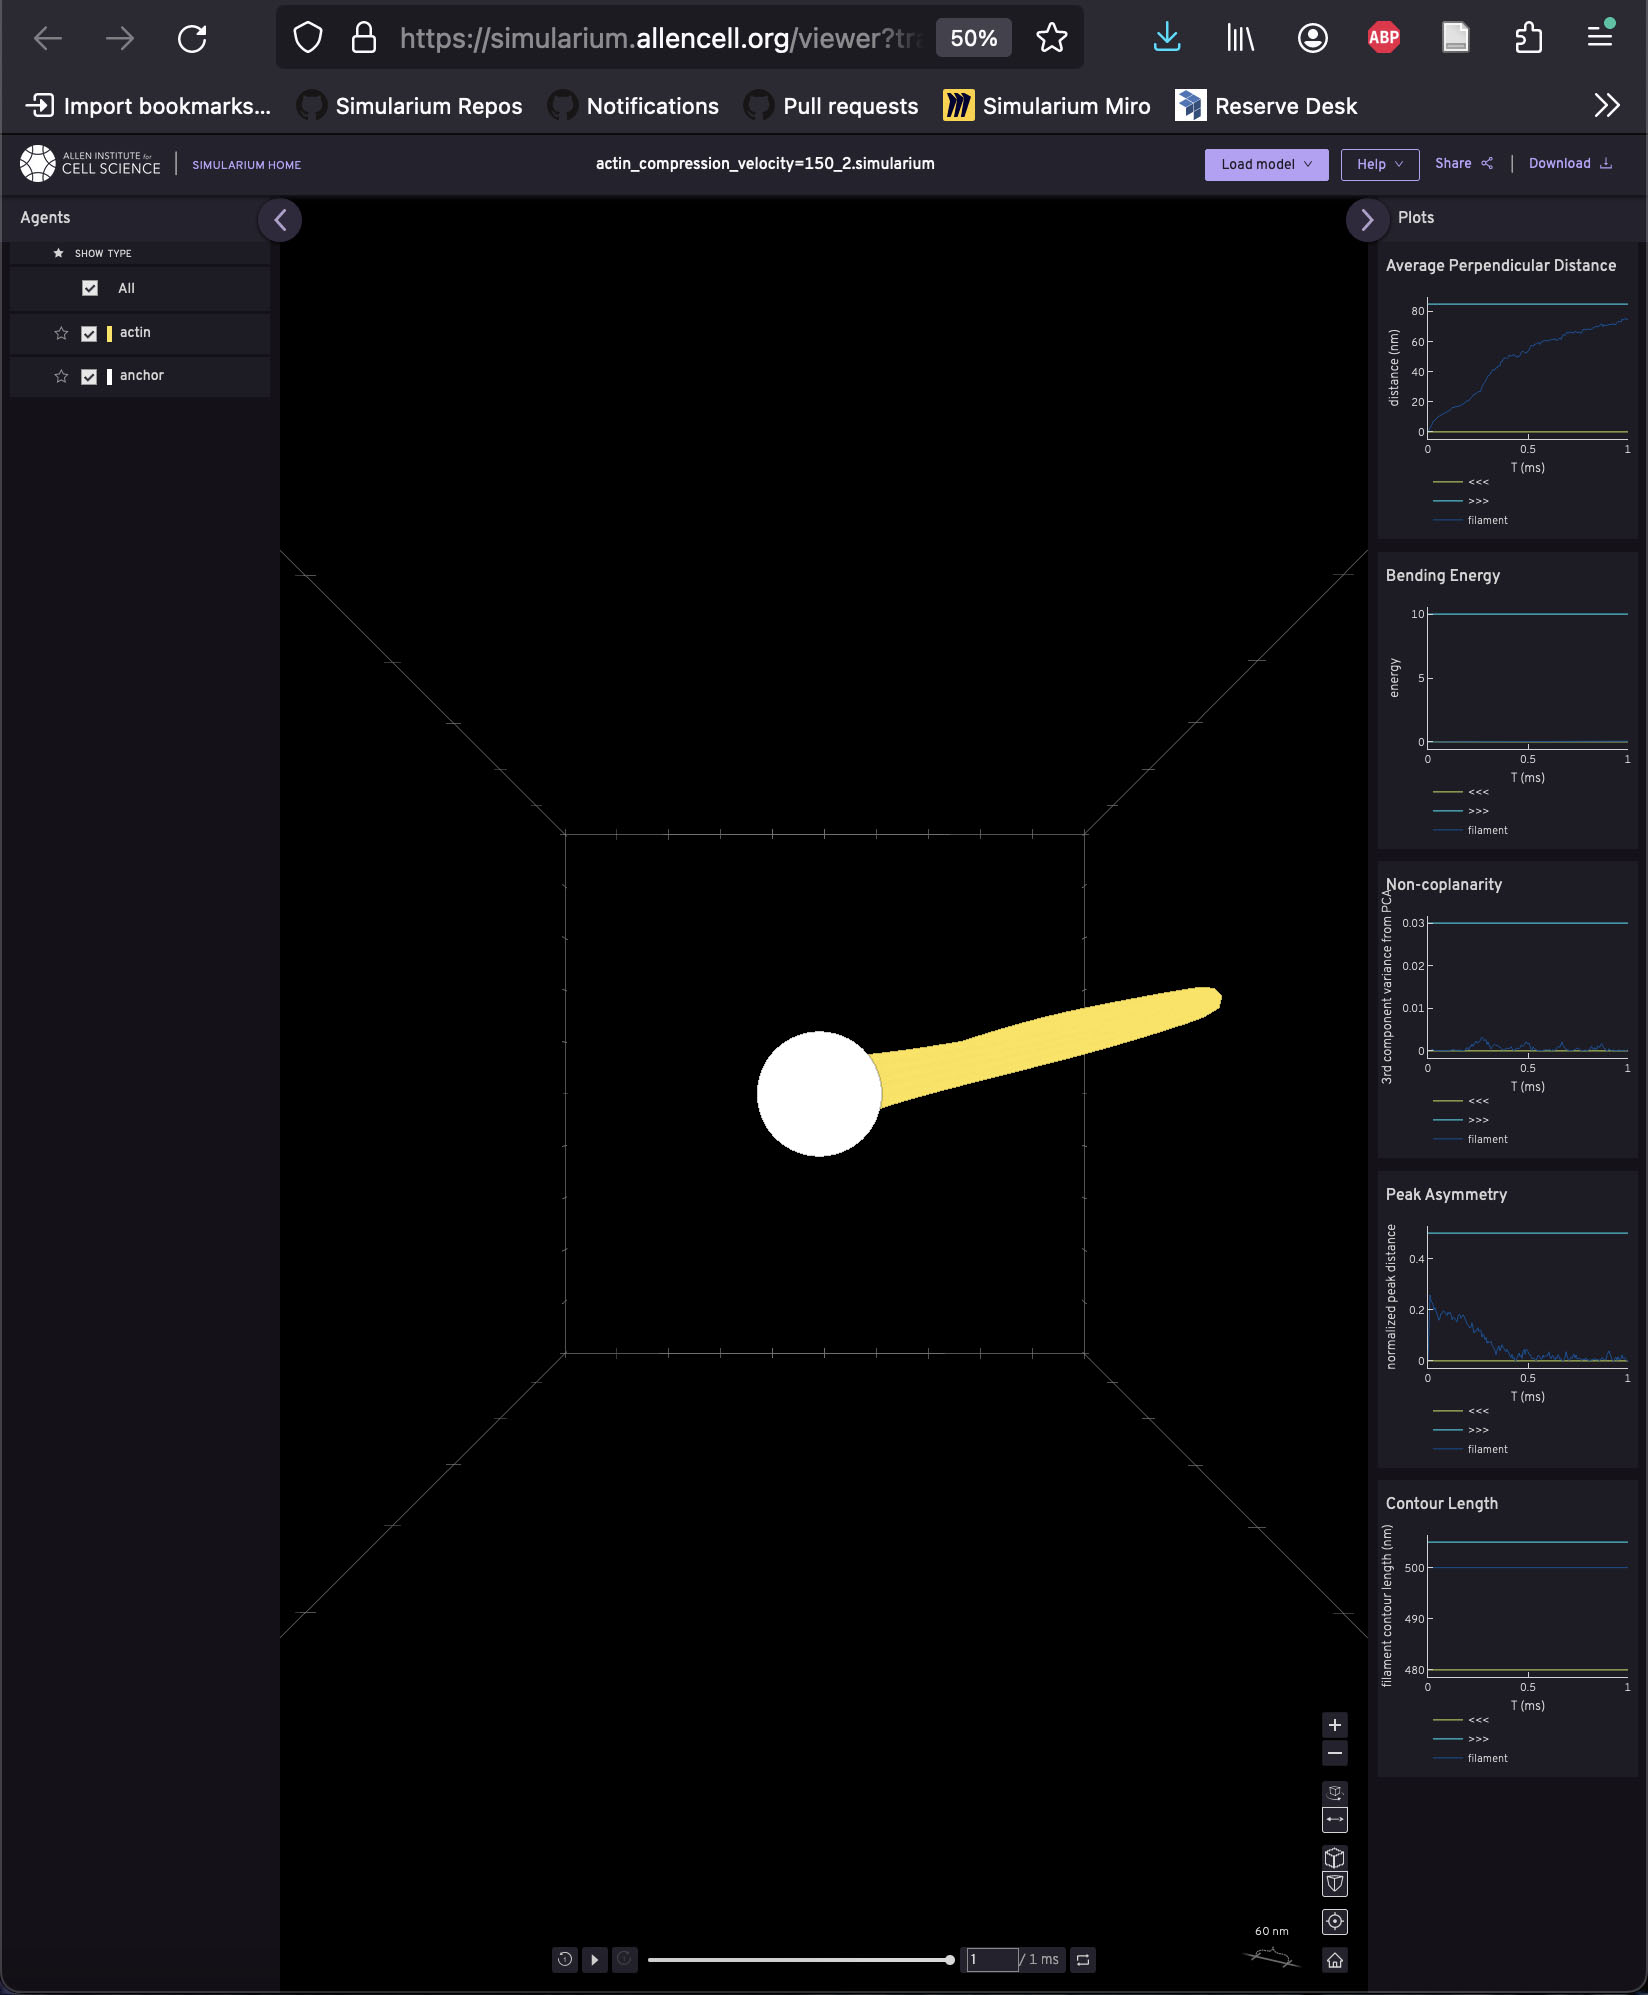 https://simularium.allencell.org/viewer?tra
50%
ABP
Import bookmarks...
Simularium Repos
Notifications
Pull requests
Simularium Miro
Reserve Desk
ALLEN INSTITUTE for
CELL SCIENCE
SIMULARIUM HOME
actin_compression_velocity=150_2.simularium
Load model
Help
Share
Download
Agents
SHOW TYPE
All
actin
anchor
Plots
Average Perpendicular Distance
distance (nm)
80
60
40
20
0
0
0.5
1
T (ms)
<<<
>>>
filament
Bending Energy
energy
10
5
0
0
0.5
1
T (ms)
<<<
>>>
filament
Non-coplanarity
3rd component variance from PCA
0.03
0.02
0.01
0
0
0.5
1
T (ms)
<<<
>>>
filament
Peak Asymmetry
normalized peak distance
0.4
0.2
0
0
0.5
1
T (ms)
<<<
>>>
filament
Contour Length
filament contour length (nm)
500
490
480
0
0.5
1
T (ms)
<<<
>>>
filament
60 nm
1
/ 1 ms